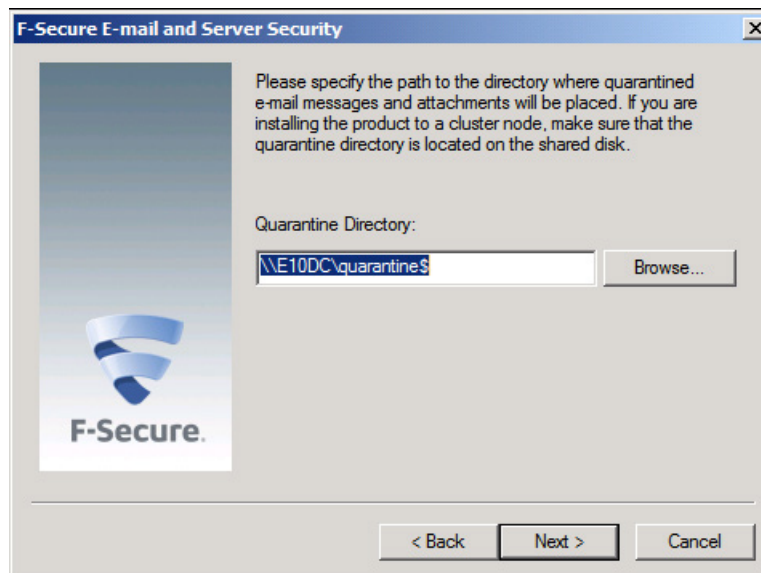 F-Secure E-mail and Server Security
Please specify the path to the directory where quarantined
e-mail messages and attachments will be placed. If you are
installing the product to a cluster node, make sure that the
quarantine directory is located on the shared disk.
Quarantine Directory:
\\E10DC\quarantine$
Browse...
F-Secure.
< Back
Next >
Cancel